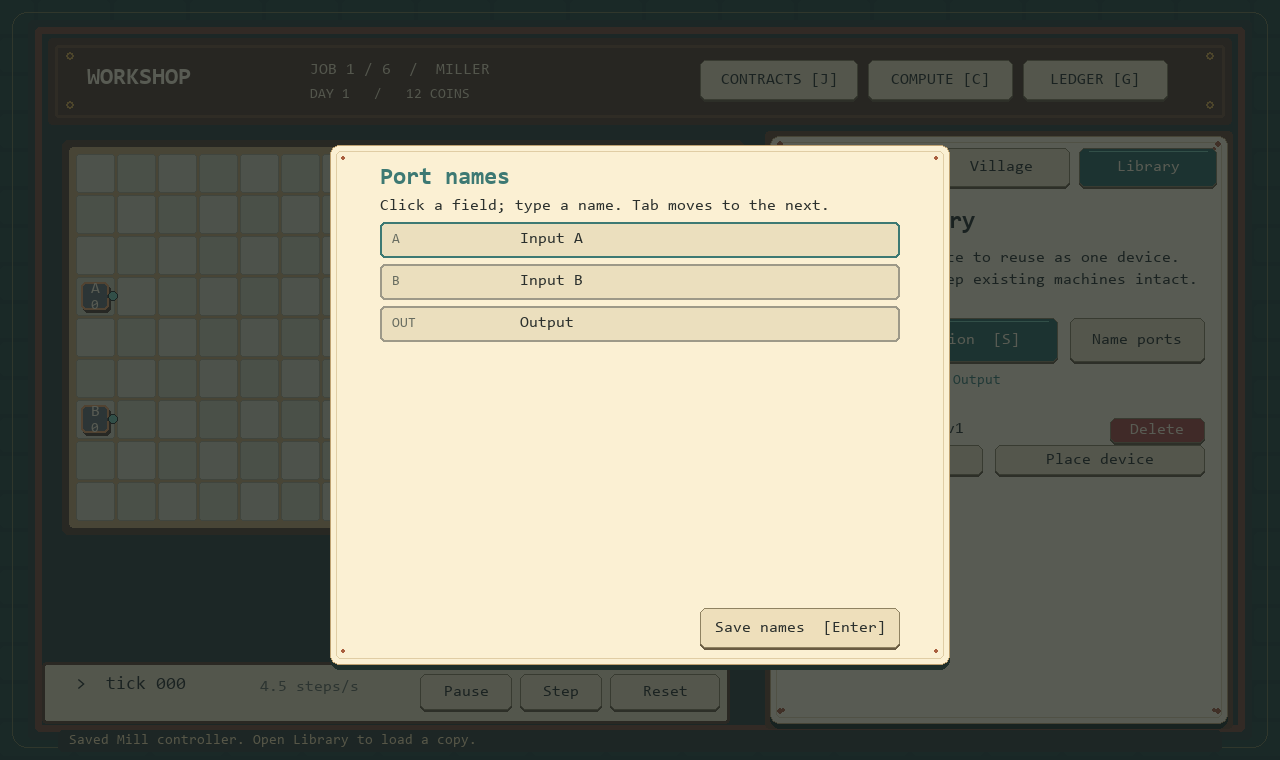 WORKSHOP
JOB 1 / 6 / MILLER
DAY 1 / 12 COINS
CONTRACTS [J]
COMPUTE [C]
LEDGER [G]
Village
Library
Port names
Click a field; type a name. Tab moves to the next.
A Input A
B Input B
OUT Output
Save names [Enter]
A
0
B
0
ry
te to reuse as one device.
ep existing machines intact.
ion [S]
Name ports
Output
v1
Delete
Place device
> tick 000
4.5 steps/s
Pause
Step
Reset
Saved Mill controller. Open Library to load a copy.